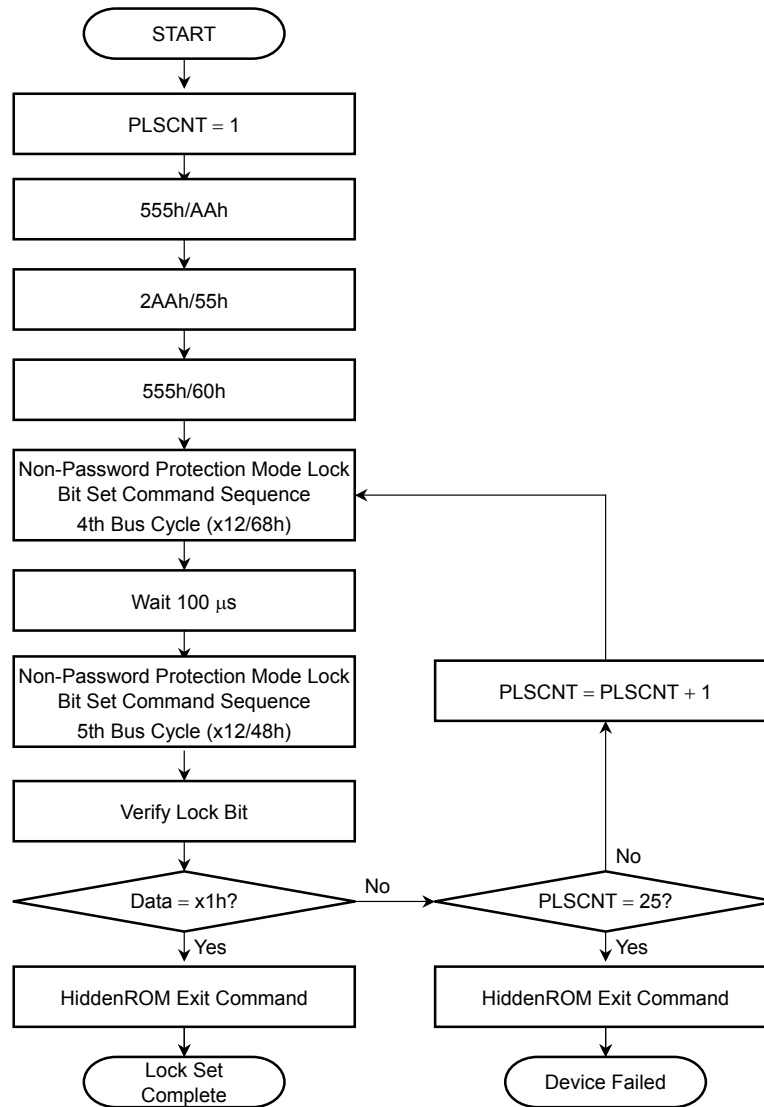 START
PLSCNT = 1
555h/AAh
2AAh/55h
555h/60h
Non-Password Protection Mode Lock
Bit Set Command Sequence
4th Bus Cycle (x12/68h)
Wait 100 μs
Non-Password Protection Mode Lock
Bit Set Command Sequence
5th Bus Cycle (x12/48h)
PLSCNT = PLSCNT + 1
Verify Lock Bit
Data = x1h?
No
Yes
PLSCNT = 25?
No
Yes
HiddenROM Exit Command
HiddenROM Exit Command
Lock Set
Complete
Device Failed